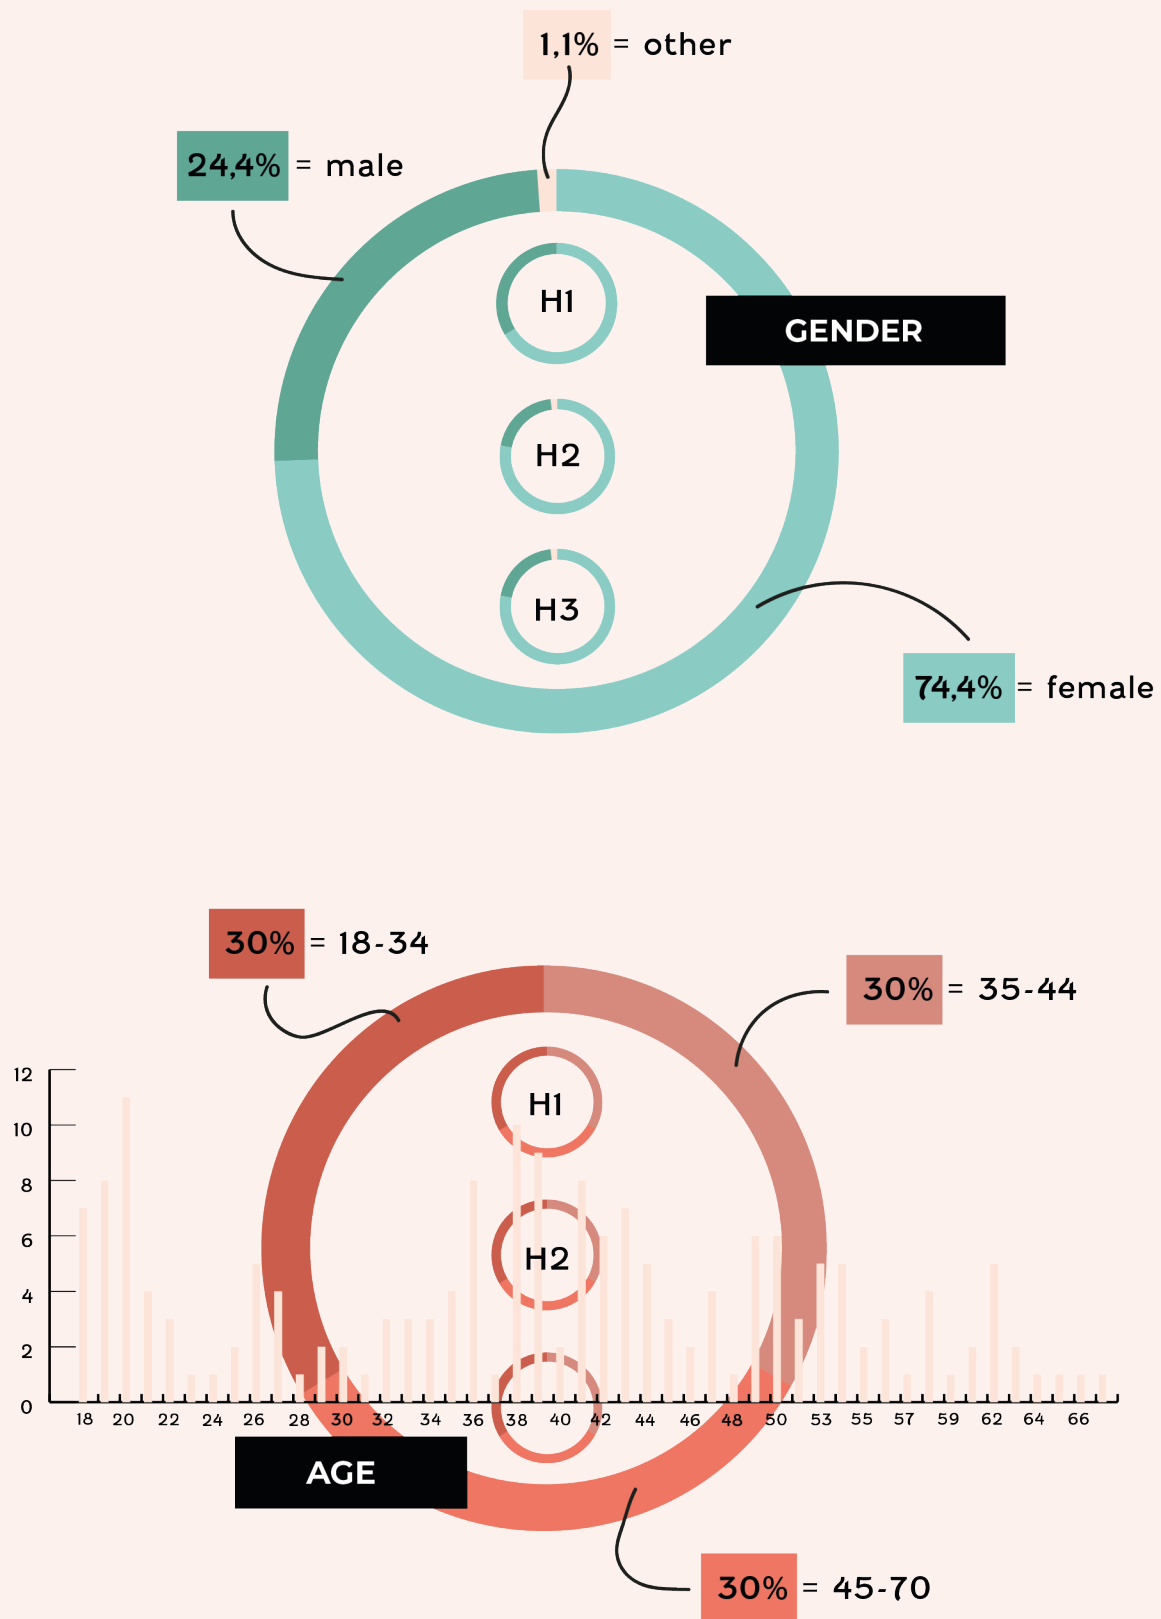 1,1% = other
24,4% = male
H1
GENDER
H2
H3
74,4% = female
30% = 18-34
30% = 35-44
12
H1
10
8
6
H2
4
2
0
18 20 22 24 26 28 30 32 34 36 38 40 42 44 46 48 50 53 55 57 59 62 64 66
AGE
30% = 45-70